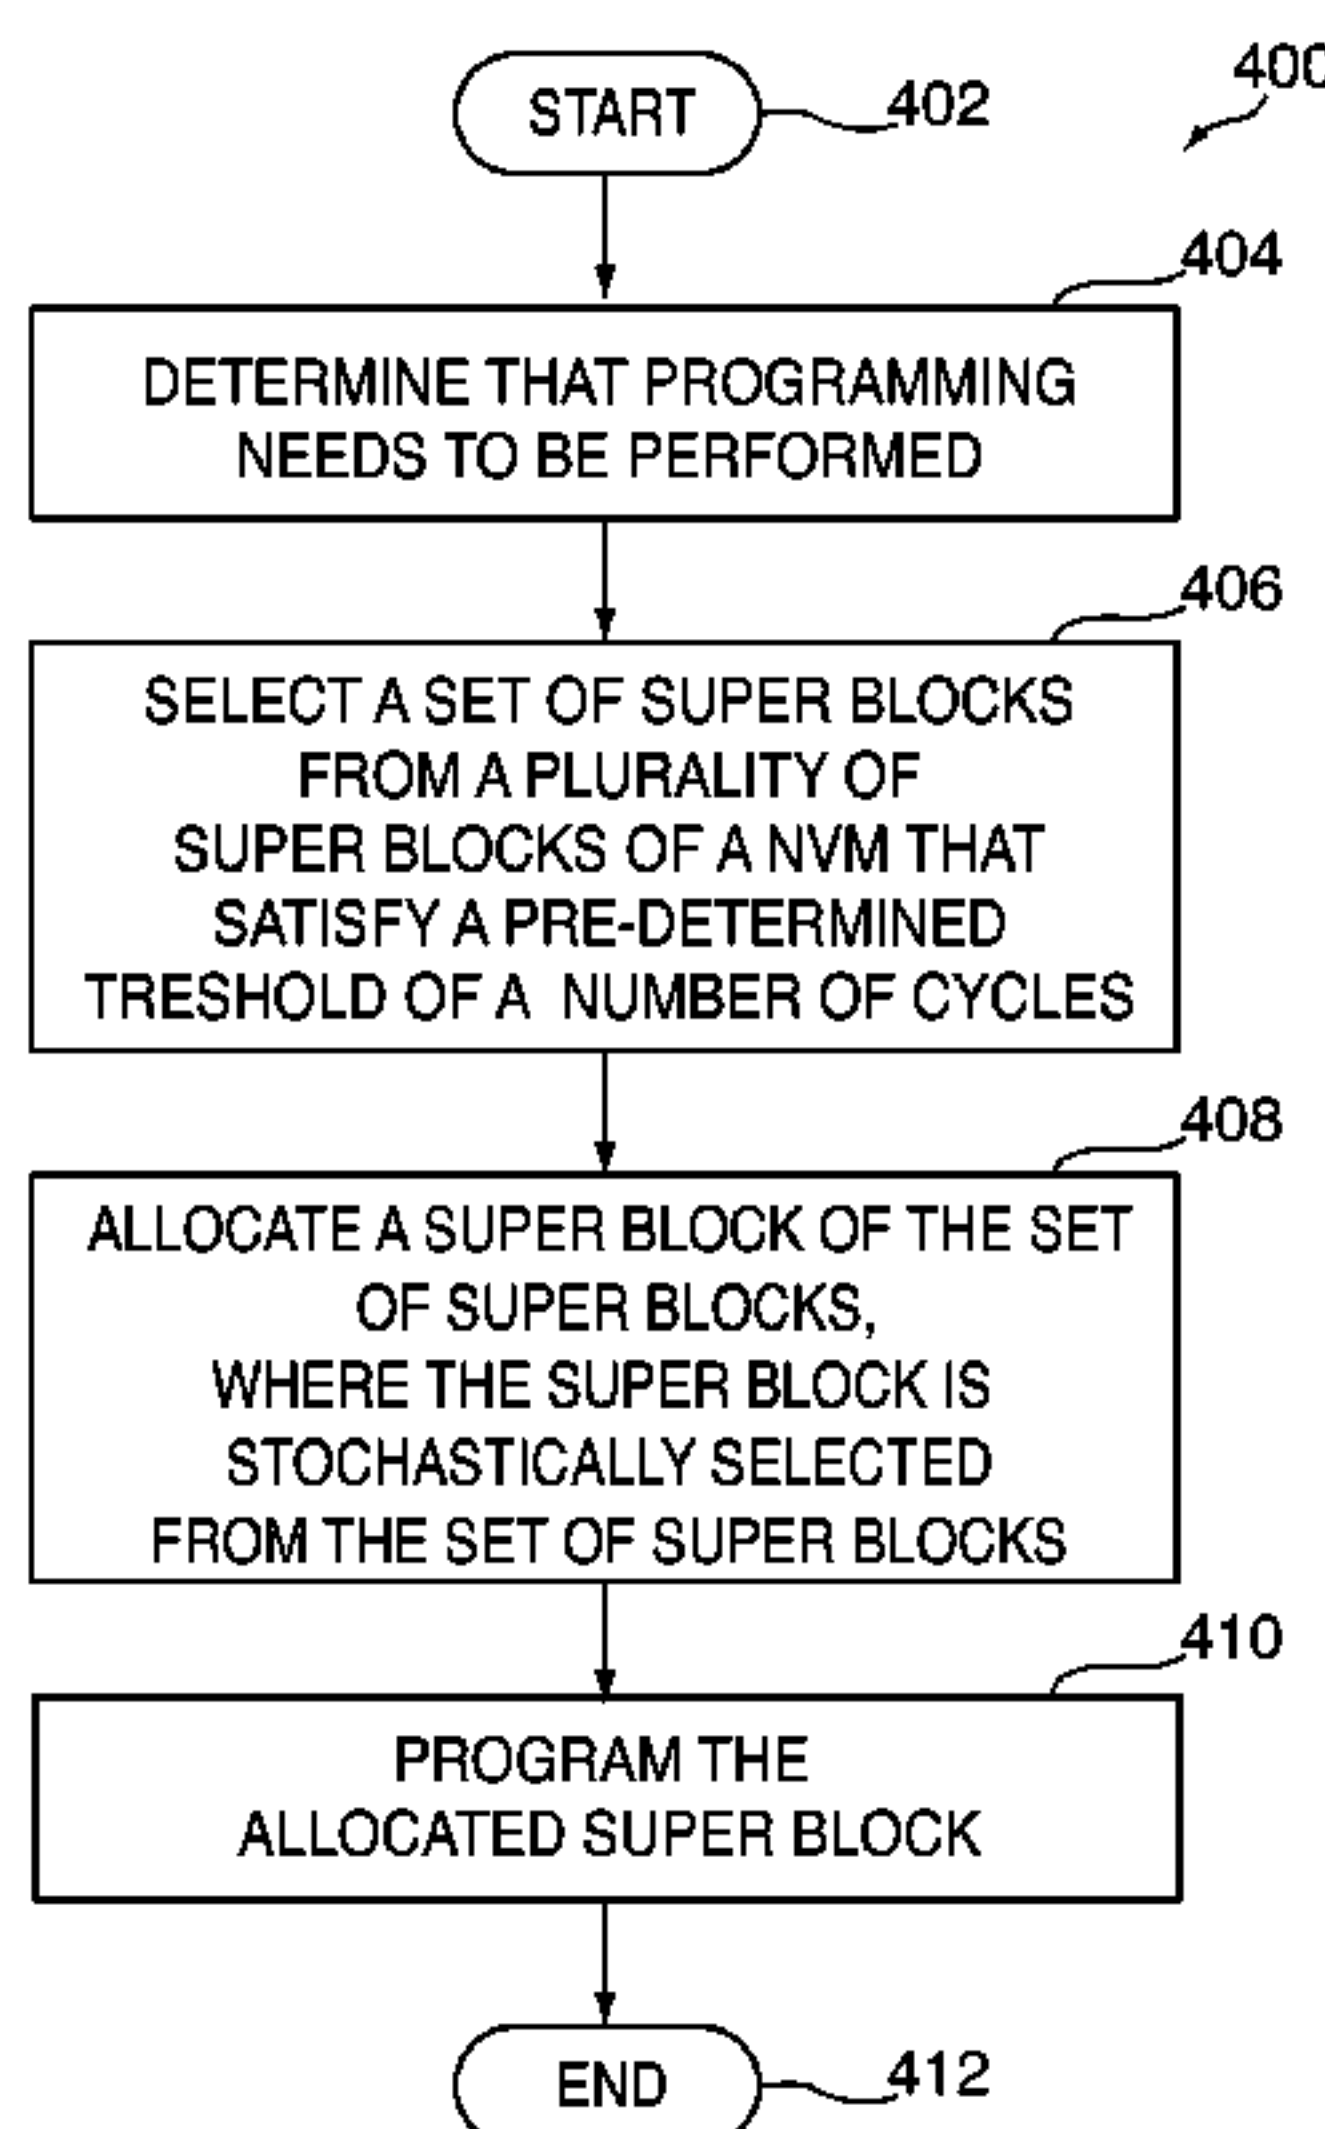 400
START
402
404
DETERMINE THAT PROGRAMMING
NEEDS TO BE PERFORMED
406
SELECT A SET OF SUPER BLOCKS
FROM A PLURALITY OF
SUPER BLOCKS OF A NVM THAT
SATISFY A PRE-DETERMINED
TRESHOLD OF A NUMBER OF CYCLES
408
ALLOCATE A SUPER BLOCK OF THE SET
OF SUPER BLOCKS,
WHERE THE SUPER BLOCK IS
STOCHASTICALLY SELECTED
FROM THE SET OF SUPER BLOCKS
410
PROGRAM THE
ALLOCATED SUPER BLOCK
END
412